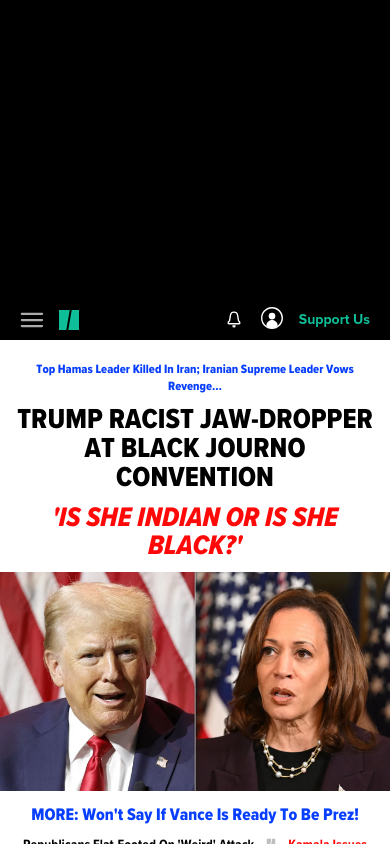 Support Us
Top Hamas Leader Killed In Iran; Iranian Supreme Leader Vows
Revenge...
TRUMP RACIST JAW-DROPPER
AT BLACK JOURNO
CONVENTION
'IS SHE INDIAN OR IS SHE
BLACK?'
MORE: Won't Say If Vance Is Ready To Be Prez!
Republicans Flat-Footed On 'Weird' Attack Kamala Issues